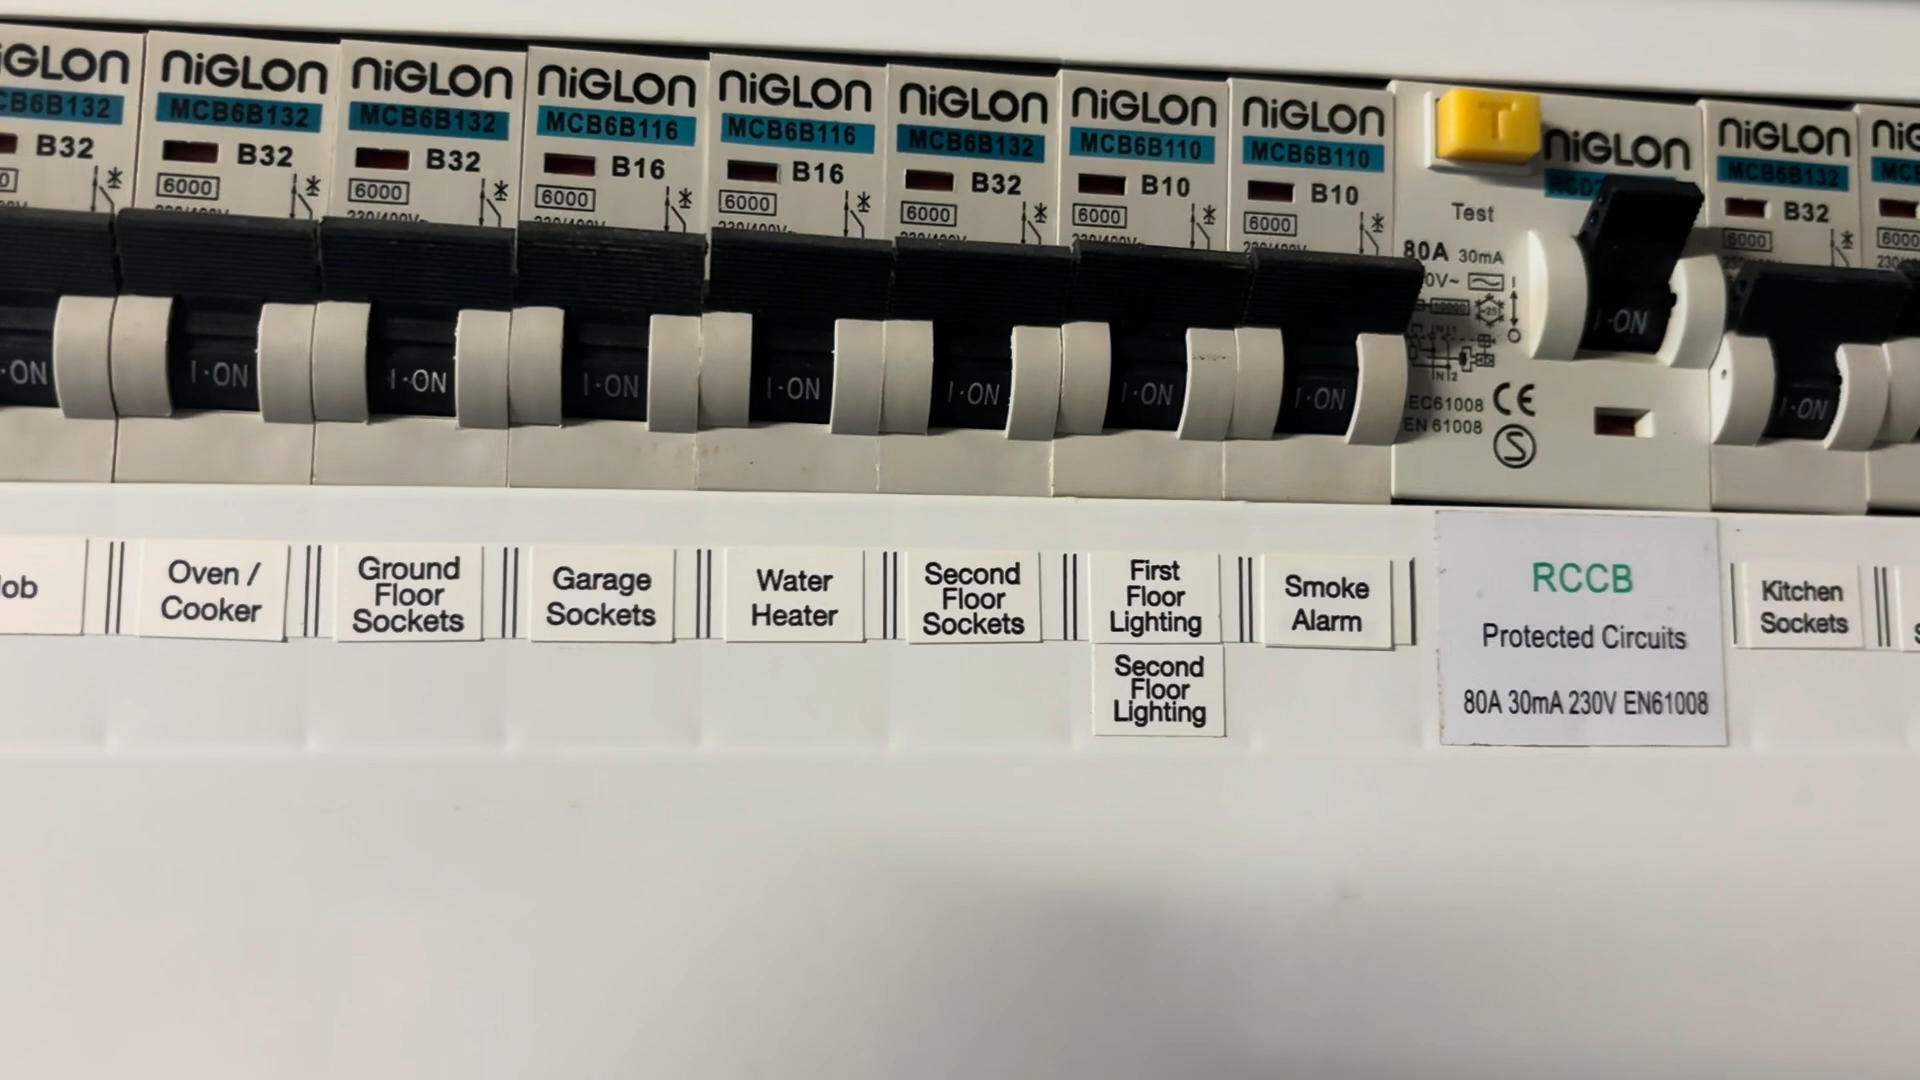 NiGLON NiGLON NiGLON NiGLON NiGLON NiGLON NiGLON NiGLON
MCB6B132 MCB6B132 MCB6B116 MCB6B116 MCB6B132 MCB6B110 MCB6B110 MCB6B132
B32 B32 B32 B16 B16 B32 B10 B10 B32
6000 6000 6000 6000 6000 6000 6000 6000 6000
T
Test
80A 30mA
CE
EN 61008
S
I·ON I·ON I·ON I·ON I·ON I·ON I·ON I·ON I·ON
Oven /
Cooker
Ground
Floor
Sockets
Garage
Sockets
Water
Heater
Second
Floor
Sockets
First
Floor
Lighting
Second
Floor
Lighting
Smoke
Alarm
RCCB
Protected Circuits
80A 30mA 230V EN61008
Kitchen
Sockets